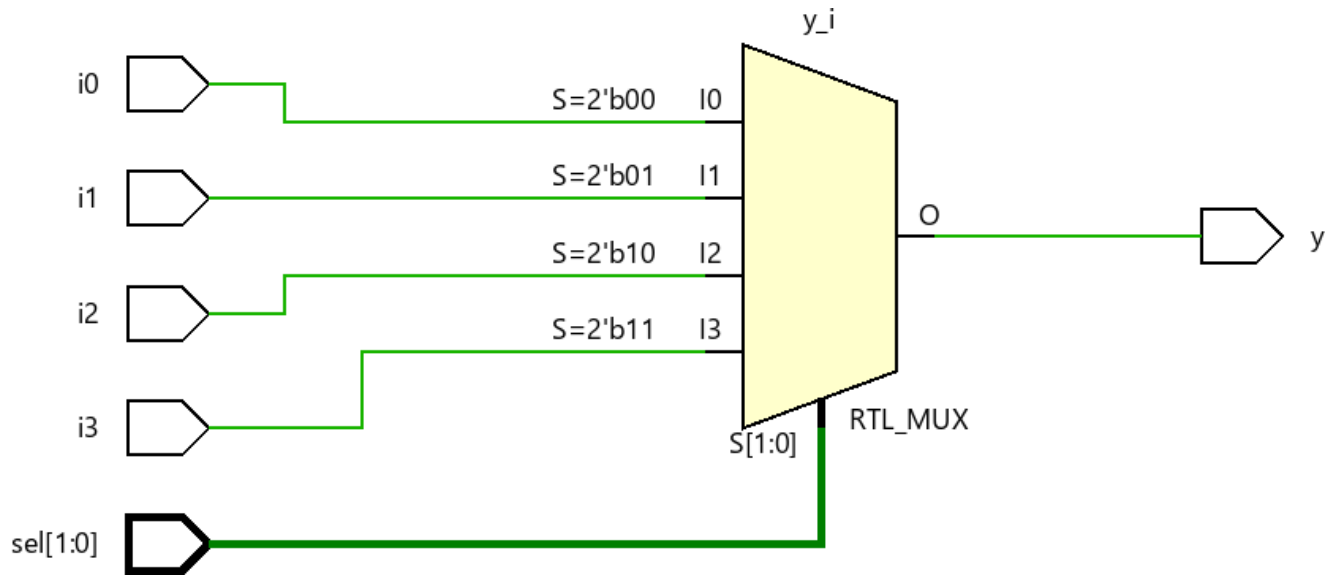 y_i
i0
S=2'b00 I0
i1
S=2'b01 I1
O
y
i2
S=2'b10 I2
i3
S=2'b11 I3
RTL_MUX
S[1:0]
sel[1:0]